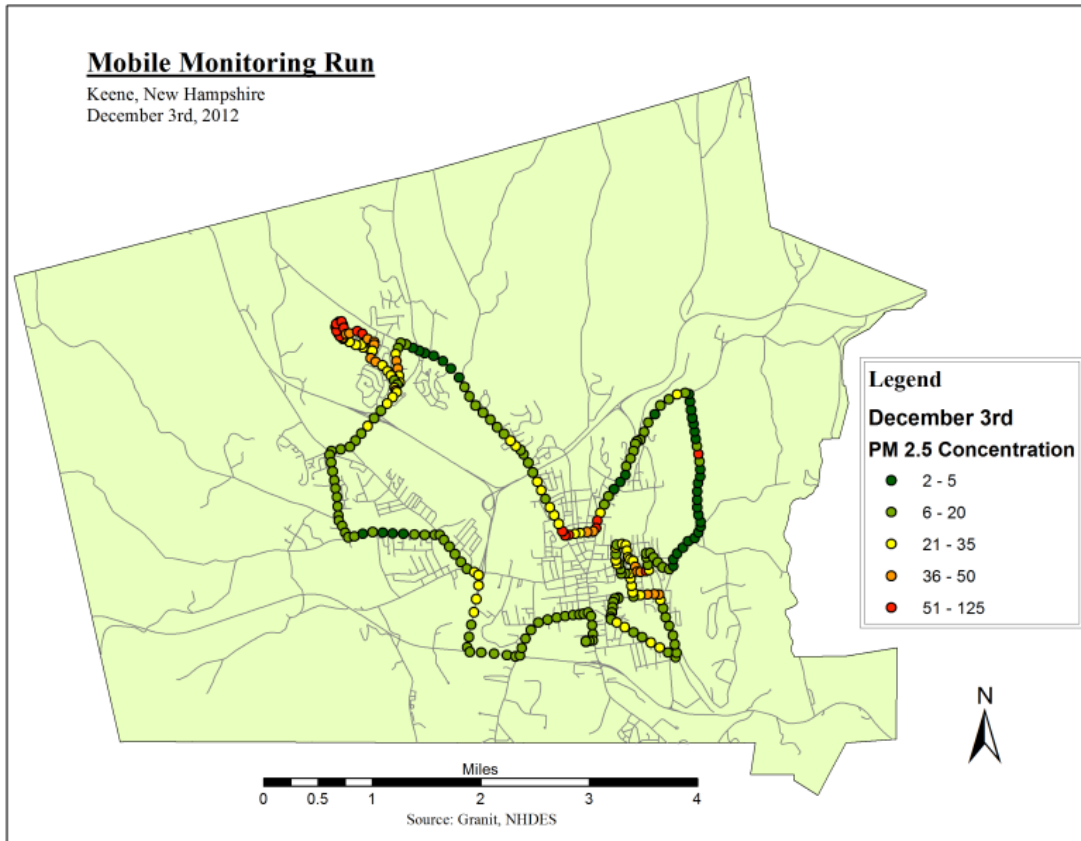 Mobile Monitoring Run
Keene, New Hampshire
December 3rd, 2012
Legend
December 3rd
PM 2.5 Concentration
2 - 5
6 - 20
21 - 35
36 - 50
51 - 125
N
Miles
0 0.5 1 2 3 4
Source: Granit, NHDES